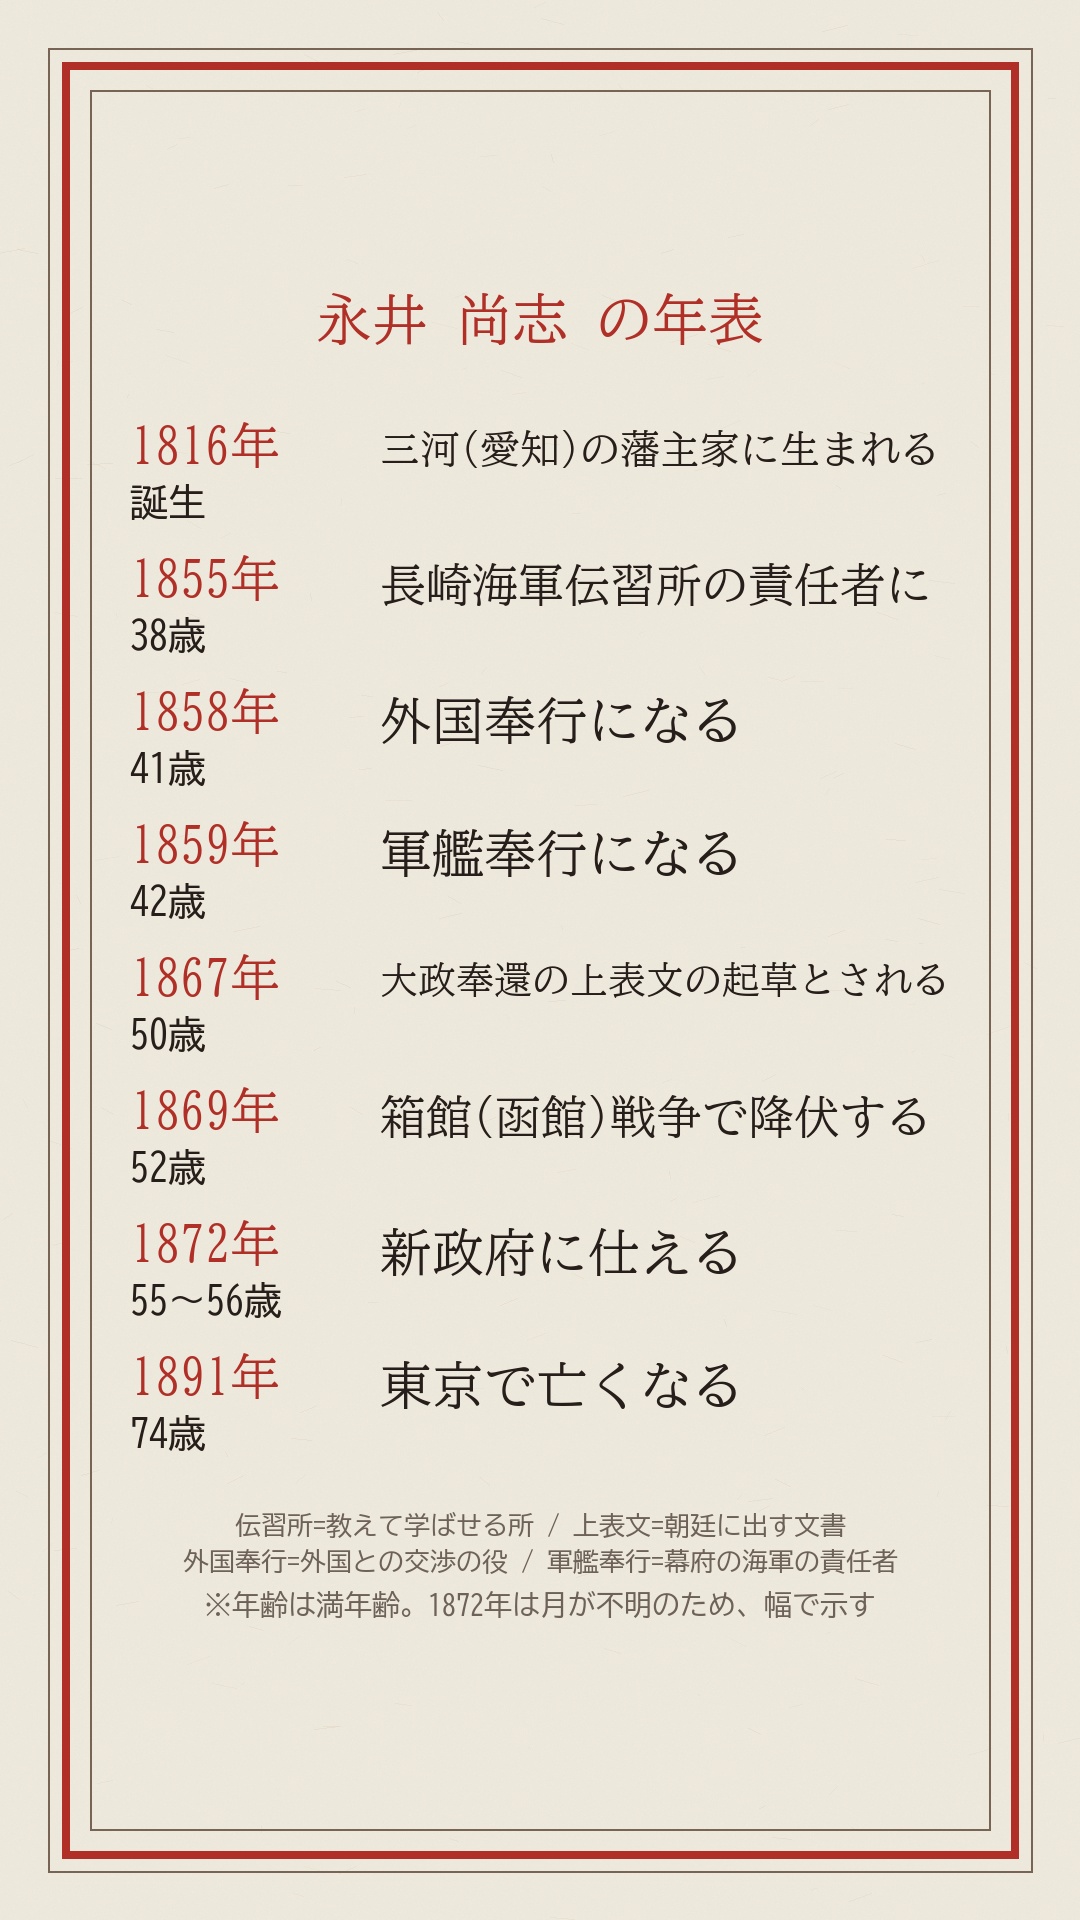 永井 尚志 の年表
1816年 三河(愛知)の藩主家に生まれる
誕生
1855年 長崎海軍伝習所の責任者に
38歳
1858年 外国奉行になる
41歳
1859年 軍艦奉行になる
42歳
1867年 大政奉還の上表文の起草とされる
50歳
1869年 箱館(函館)戦争で降伏する
52歳
1872年 新政府に仕える
55〜56歳
1891年 東京で亡くなる
74歳
伝習所=教えて学ばせる所 / 上表文=朝廷に出す文書
外国奉行=外国との交渉の役 / 軍艦奉行=幕府の海軍の責任者
※年齢は満年齢。1872年は月が不明のため、幅で示す